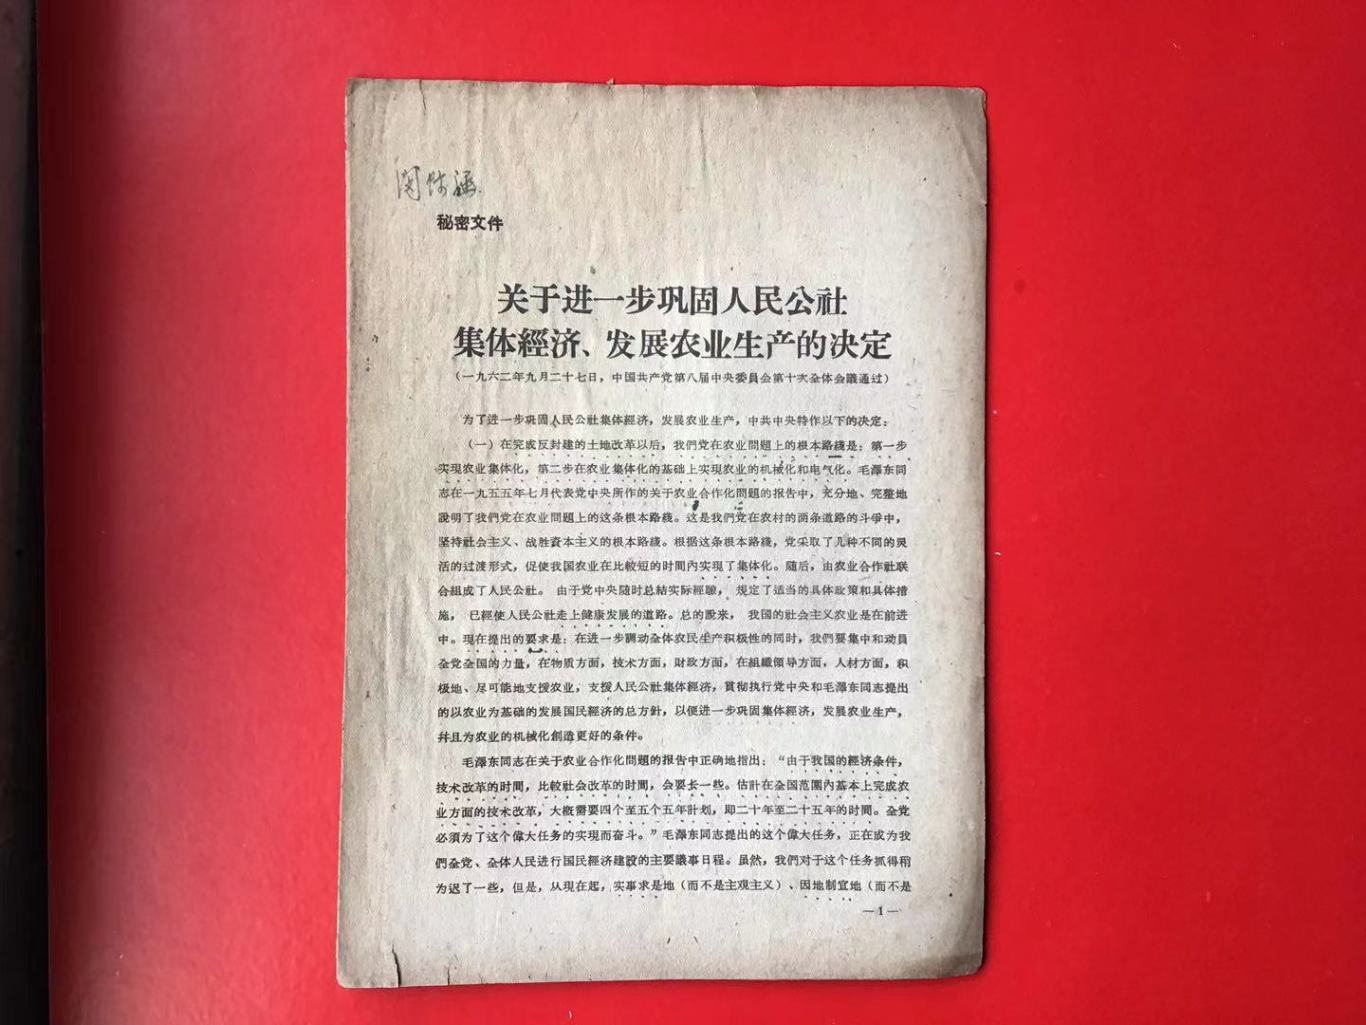 秘密文件
关于进一步巩固人民公社
集体經济、发展农业生产的决定
（一九六二年九月二十七日，中国共产党第八届中央委員会第十次全体会議通过）
为了进一步巩固人民公社集体經济，发展农业生产，中共中央特作以下的决定：
（一）在完成反封建的土地改革以后，我們党在农业問題上的根本路綫是：第一步
实現农业集体化，第二步在农业集体化的基础上实現农业的机械化和电气化。毛澤东同
志在一九五五年七月代表党中央所作的关于农业合作化問題的报告中，充分地、完整地
說明了我們党在农业問題上的这条根本路綫。这是我們党在农村的两条道路的斗爭中，
坚持社会主义、战胜資本主义的根本路綫。根据这条根本路綫，党采取了几种不同的灵
活的过渡形式，促使我国农业在比較短的时間內实現了集体化。随后，由农业合作社联
合組成了人民公社。由于党中央随时总結实际經驗，規定了适当的具体政策和具体措
施，已經使人民公社走上健康发展的道路。总的說来，我国的社会主义农业是在前进
中。現在提出的要求是：在进一步調动全体农民生产积极性的同时，我們要集中和动員
全党全国的力量，在物质方面，技术方面，財政方面，在組織領导方面，人材方面，积
极地、尽可能地支援农业，支援人民公社集体經济，貫彻执行党中央和毛澤东同志提出
的以农业为基础的发展国民經济的总方針，以便进一步巩固集体經济，发展农业生产，
幷且为农业的机械化創造更好的条件。
毛澤东同志在关于农业合作化問題的报告中正确地指出：“由于我国的經济条件，
技术改革的时間，比較社会改革的时間，会要长一些。估計在全国范圍內基本上完成农
业方面的技术改革，大概需要四个至五个五年計划，即二十年至二十五年的时間。全党
必須为了这个偉大任务的实現而奋斗。”毛澤东同志提出的这个偉大任务，正在成为我
們全党、全体人民进行国民經济建設的主要議事日程。虽然，我們对于这个任务抓得稍
为迟了一些，但是，从現在起，实事求是地（而不是主观主义）、因地制宜地（而不是
—1—